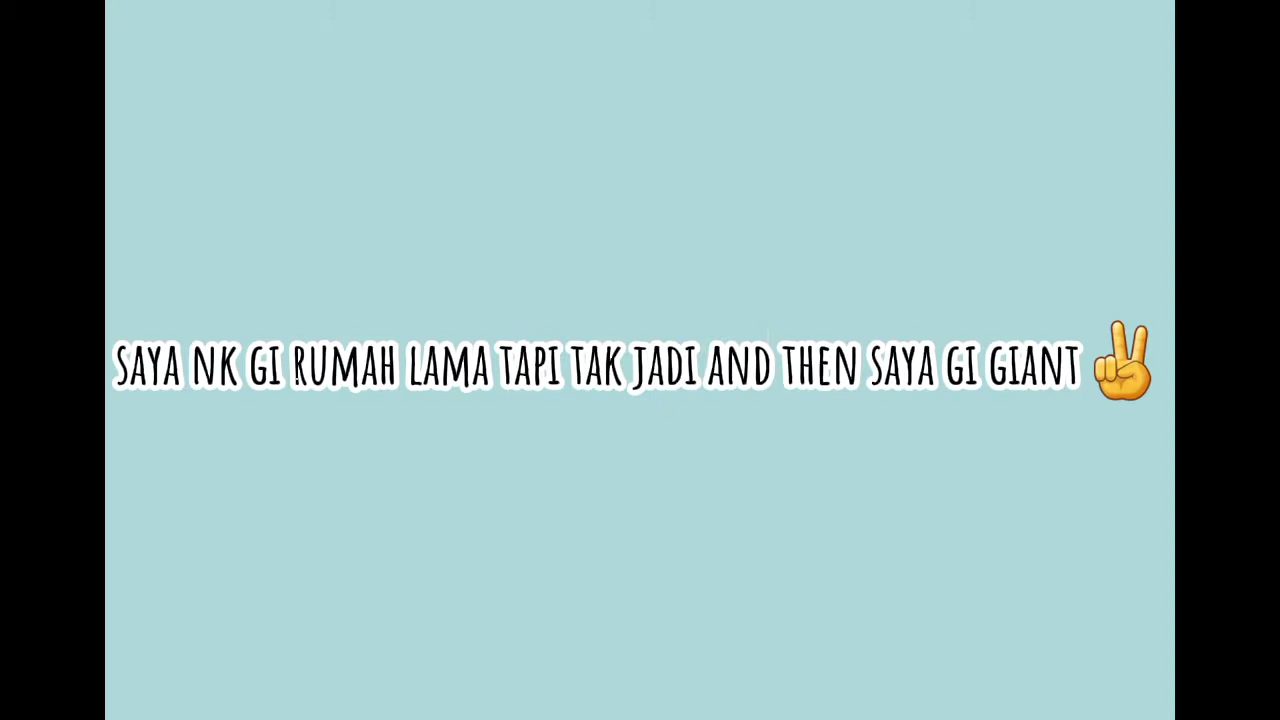 SAYA NK GI RUMAH LAMA TAPI TAK JADI AND THEN SAYA GI GIANT ✌️